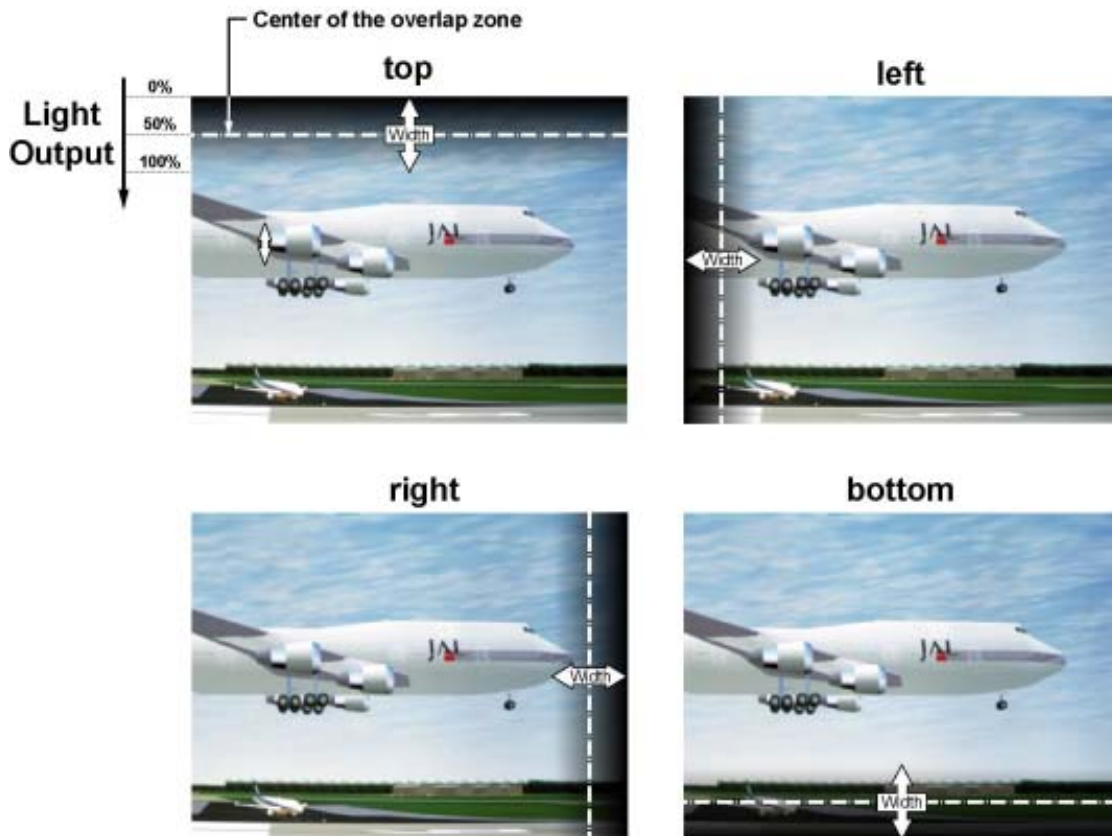 Center of the overlap zone
top
left
0%
Light
Output
50%
100%
Width
JAL
Width
JAL
right
bottom
JAL
Width
JAL
Width